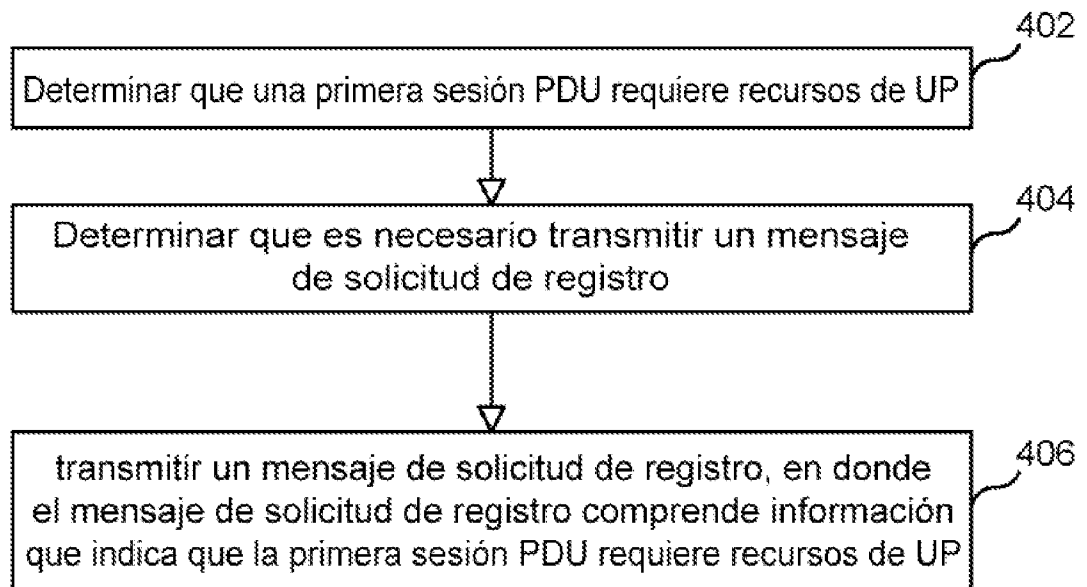 402
Determinar que una primera sesión PDU requiere recursos de UP
404
Determinar que es necesario transmitir un mensaje
de solicitud de registro
406
transmitir un mensaje de solicitud de registro, en donde
el mensaje de solicitud de registro comprende información
que indica que la primera sesión PDU requiere recursos de UP